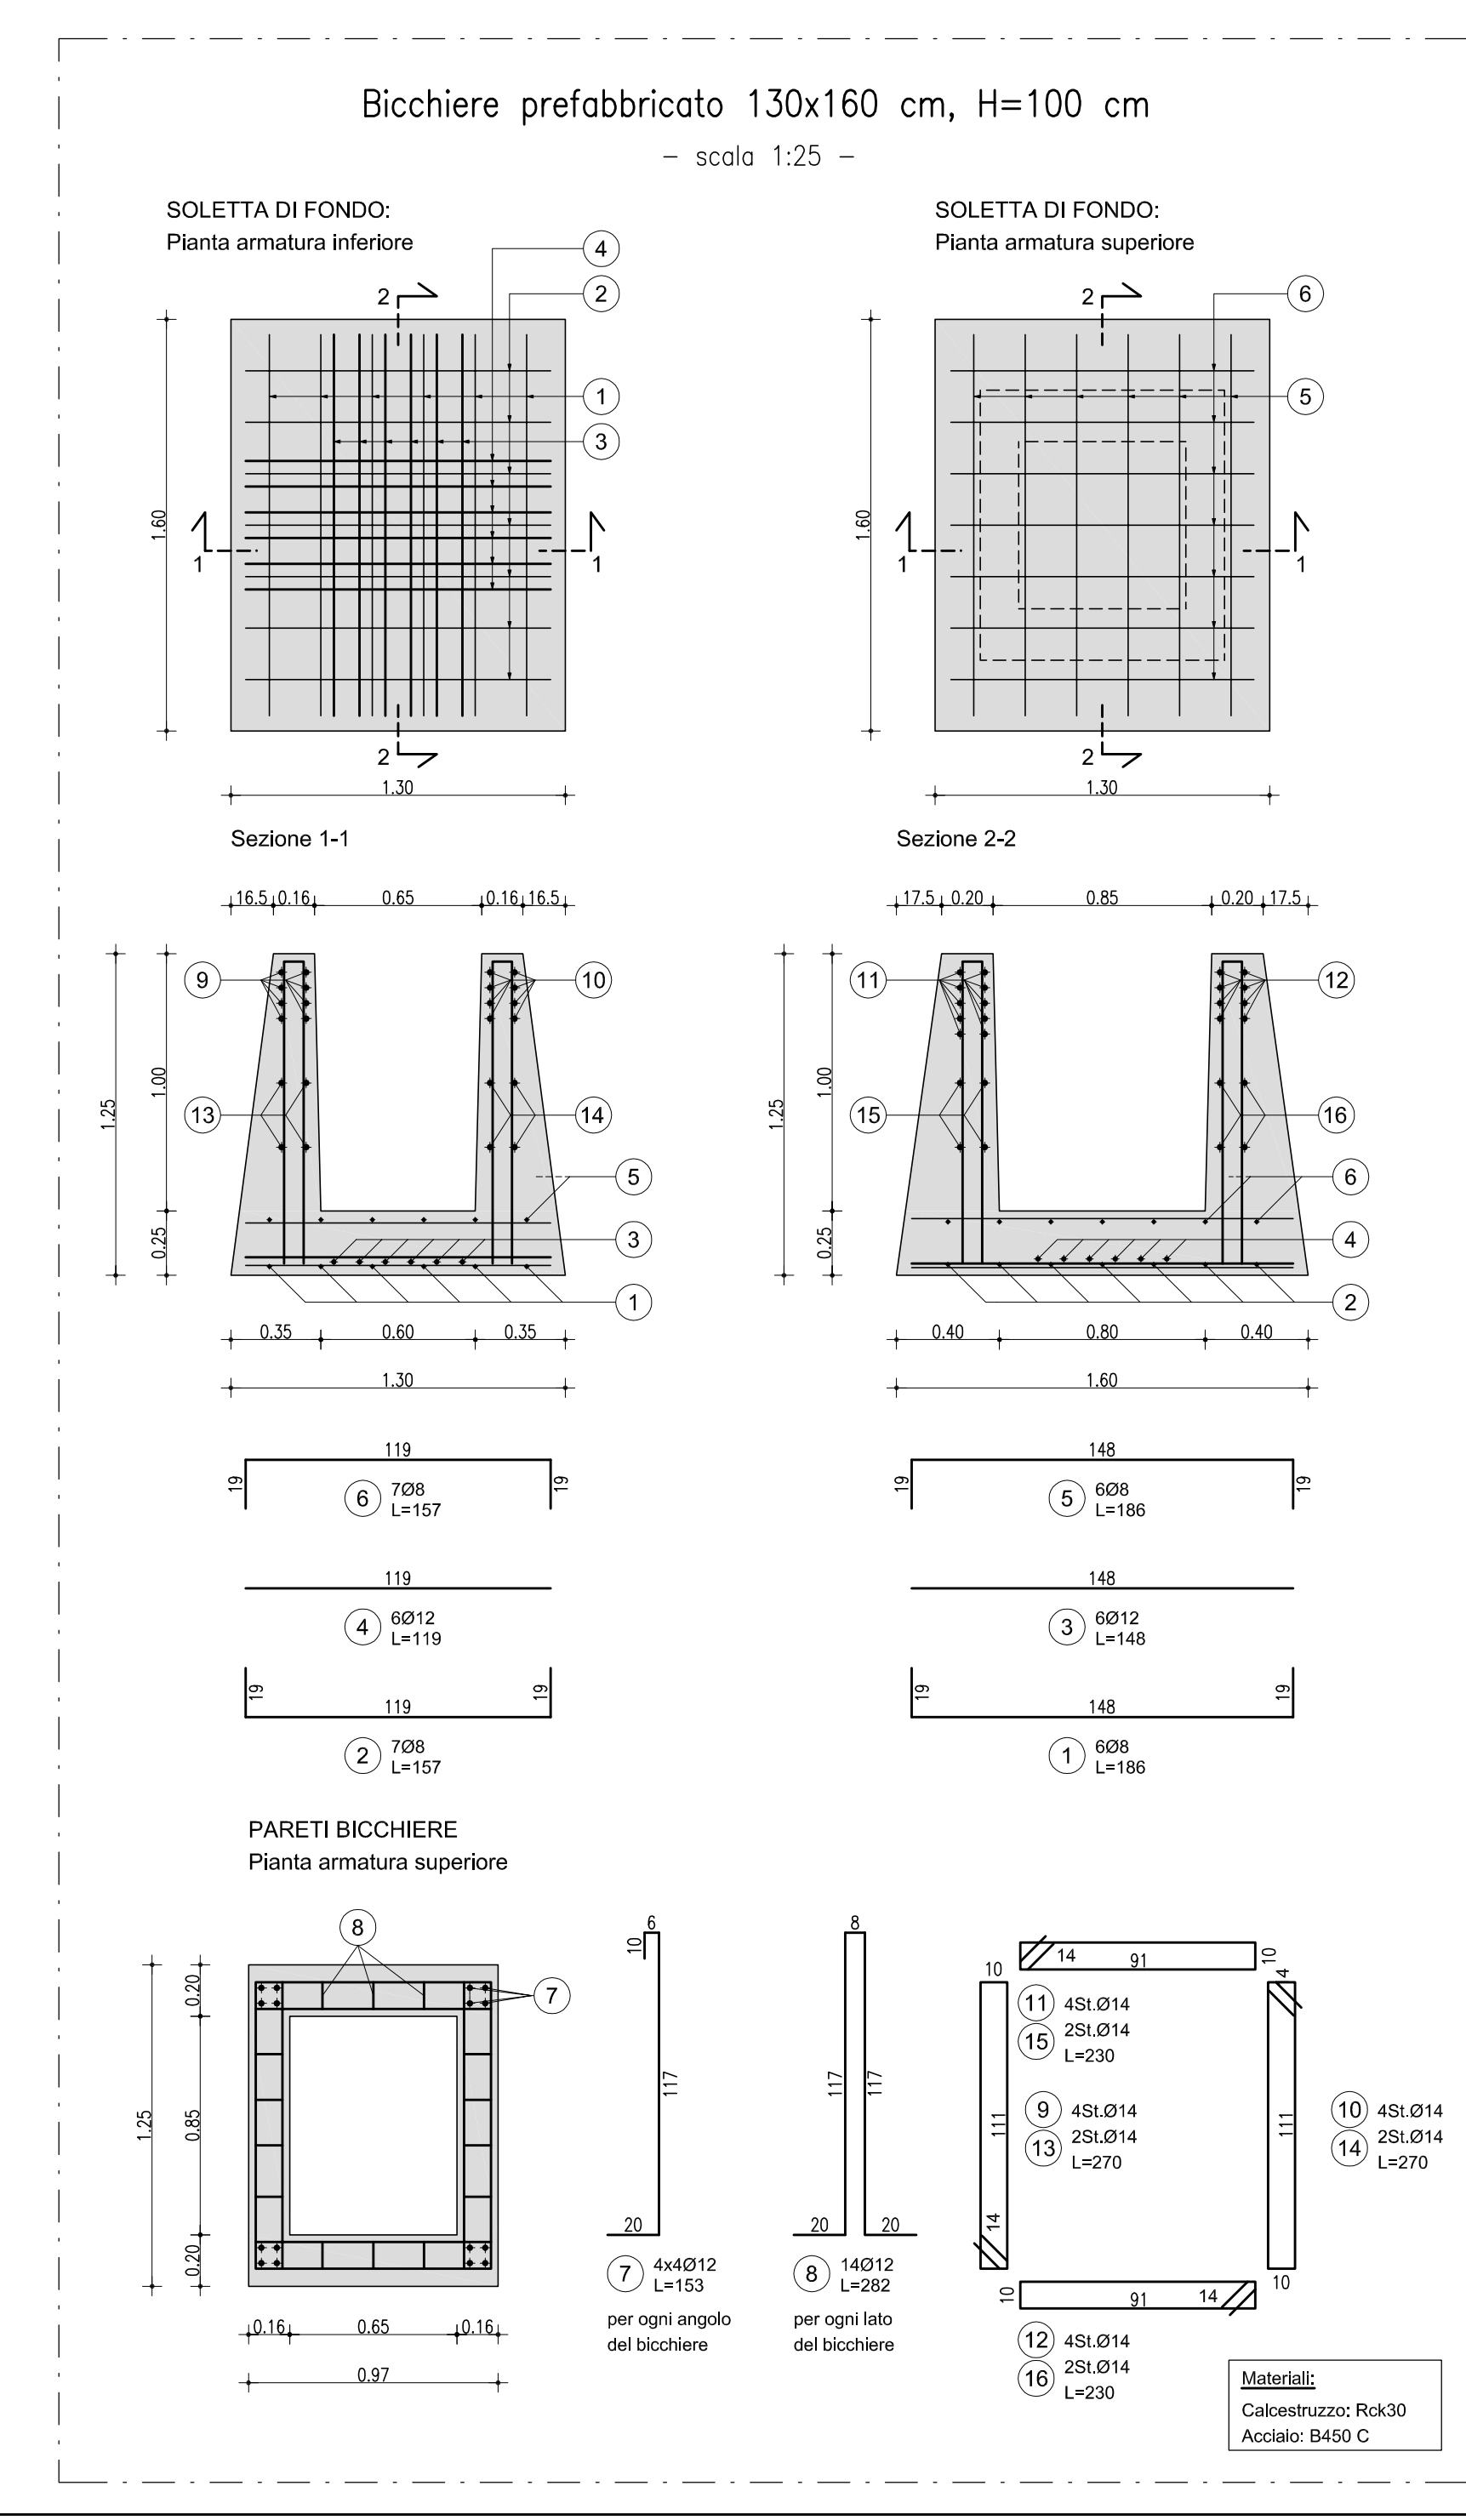 Bicchiere prefabbricato 130x160 cm, H=100 cm
– scala 1:25 –
SOLETTA DI FONDO:
Pianta armatura inferiore
4
2
2
1
3
1.60
1
1
2
1.30
SOLETTA DI FONDO:
Pianta armatura superiore
6
2
5
1.60
1
1
2
1.30
Sezione 1-1
16.5 0.16 0.65 0.16 16.5
9
10
1.25
1.00
13
14
5
0.25
3
1
0.35 0.60 0.35
1.30
Sezione 2-2
17.5 0.20 0.85 0.20 17.5
11
12
1.25
1.00
15
16
6
0.25
4
2
0.40 0.80 0.40
1.60
119
19
19
6 7Ø8
L=157
148
19
19
5 6Ø8
L=186
119
4 6Ø12
L=119
148
3 6Ø12
L=148
19
19
119
2 7Ø8
L=157
19
19
148
1 6Ø8
L=186
PARETI BICCHIERE
Pianta armatura superiore
8
7
1.25
0.20
0.85
0.20
0.16 0.65 0.16
0.97
6
10
117
20
7 4x4Ø12
L=153
per ogni angolo
del bicchiere
8
117
117
20 20
8 14Ø12
L=282
per ogni lato
del bicchiere
14 91
10
11 4St.Ø14
15 2St.Ø14
L=230
10
111
14
9 4St.Ø14
13 2St.Ø14
L=270
4
111
10
10 4St.Ø14
14 2St.Ø14
L=270
10
91 14
12 4St.Ø14
16 2St.Ø14
L=230
Materiali:
Calcestruzzo: Rck30
Acciaio: B450 C